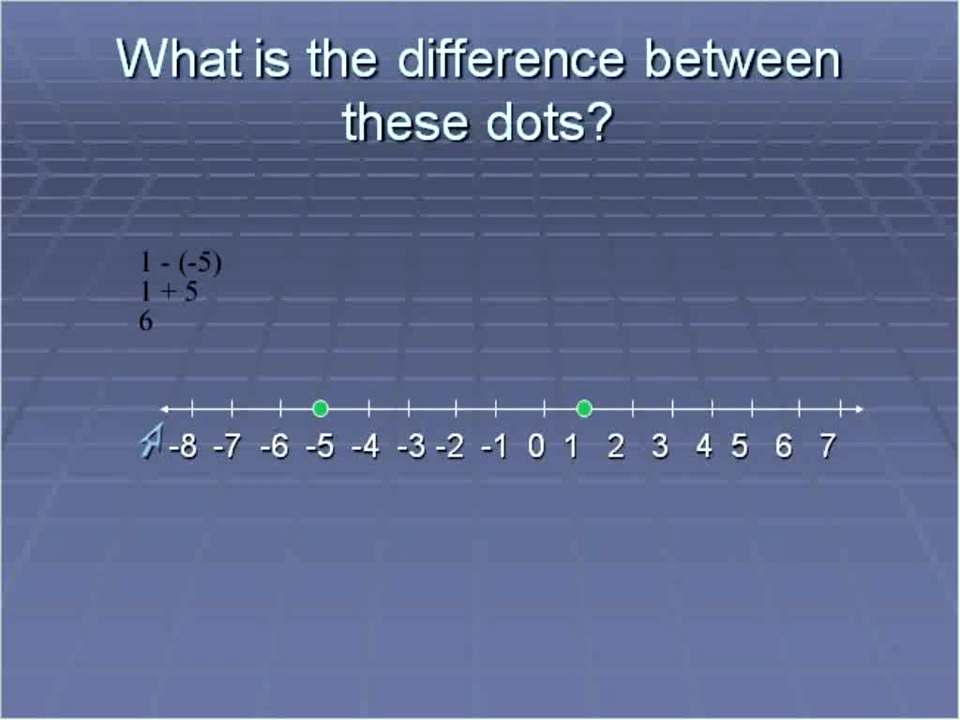 What is the difference between
these dots?
1 - (-5)
1 + 5
6
-8 -7 -6 -5 -4 -3 -2 -1 0 1 2 3 4 5 6 7